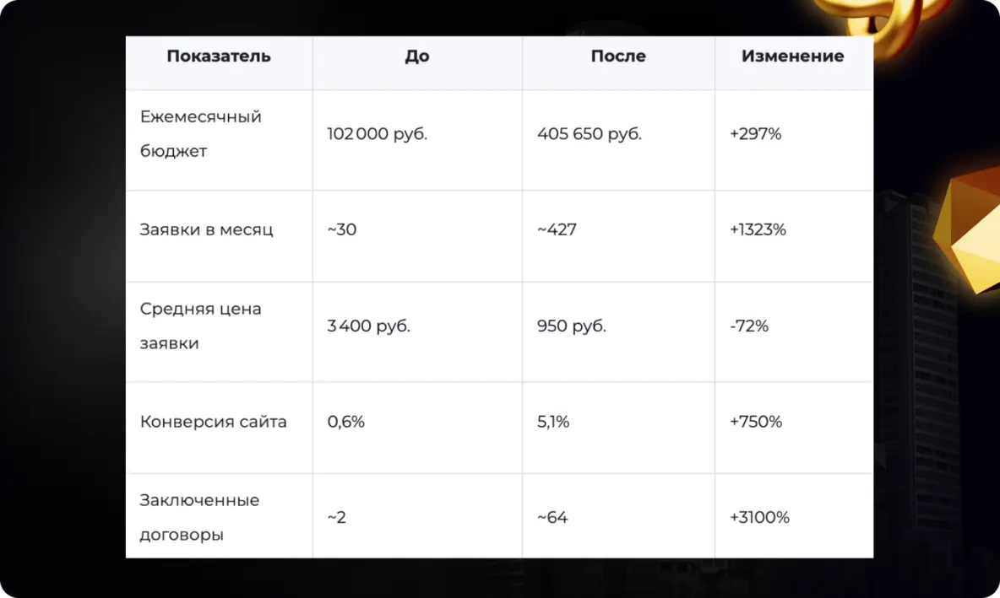 Показатель До После Изменение
Ежемесячный
бюджет
102 000 руб. 405 650 руб. +297%
Заявки в месяц ~30 ~427 +1323%
Средняя цена
заявки
3 400 руб. 950 руб. -72%
Конверсия сайта 0,6% 5,1% +750%
Заключенные
договоры
~2 ~64 +3100%